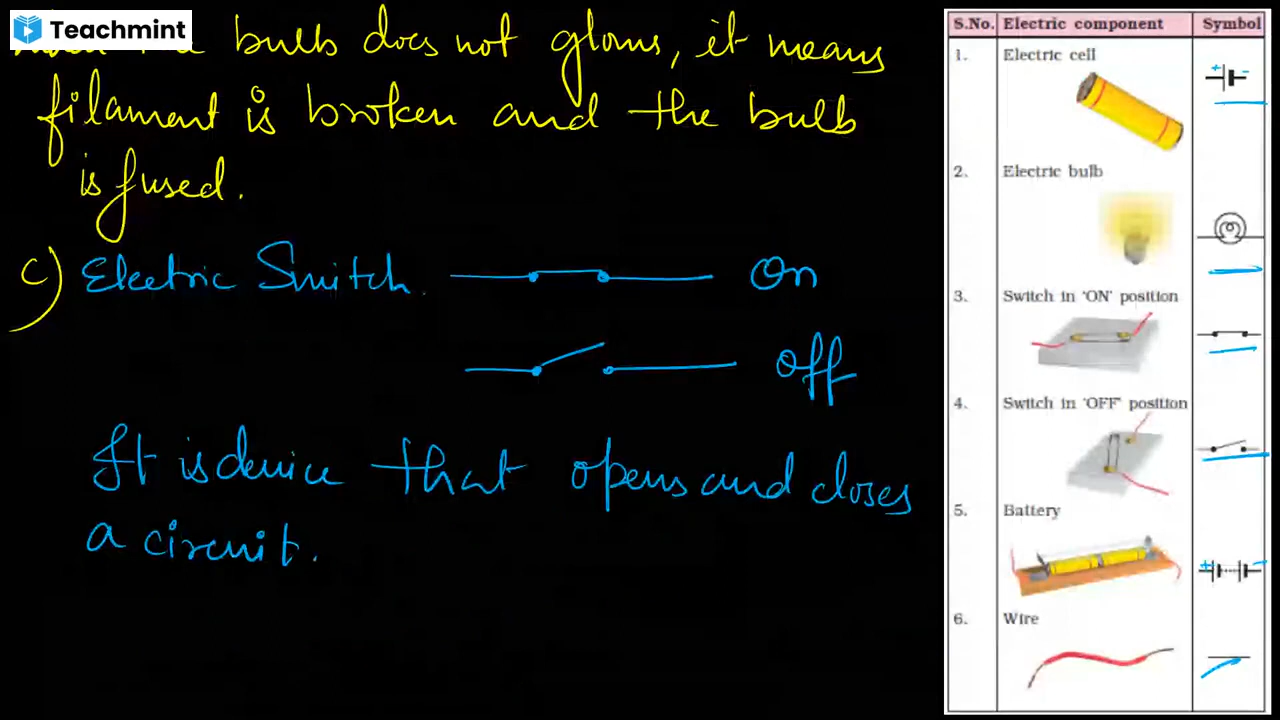 Teachmint
bulb does not glows, it means
filament is broken and the bulb
is fused.
C) Electric Switch. On
Off
It is device that opens and closes
a circuit.
S.No. Electric component Symbol
1. Electric cell
+ -
2. Electric bulb
3. Switch in 'ON' position
4. Switch in 'OFF' position
5. Battery
+ -
6. Wire